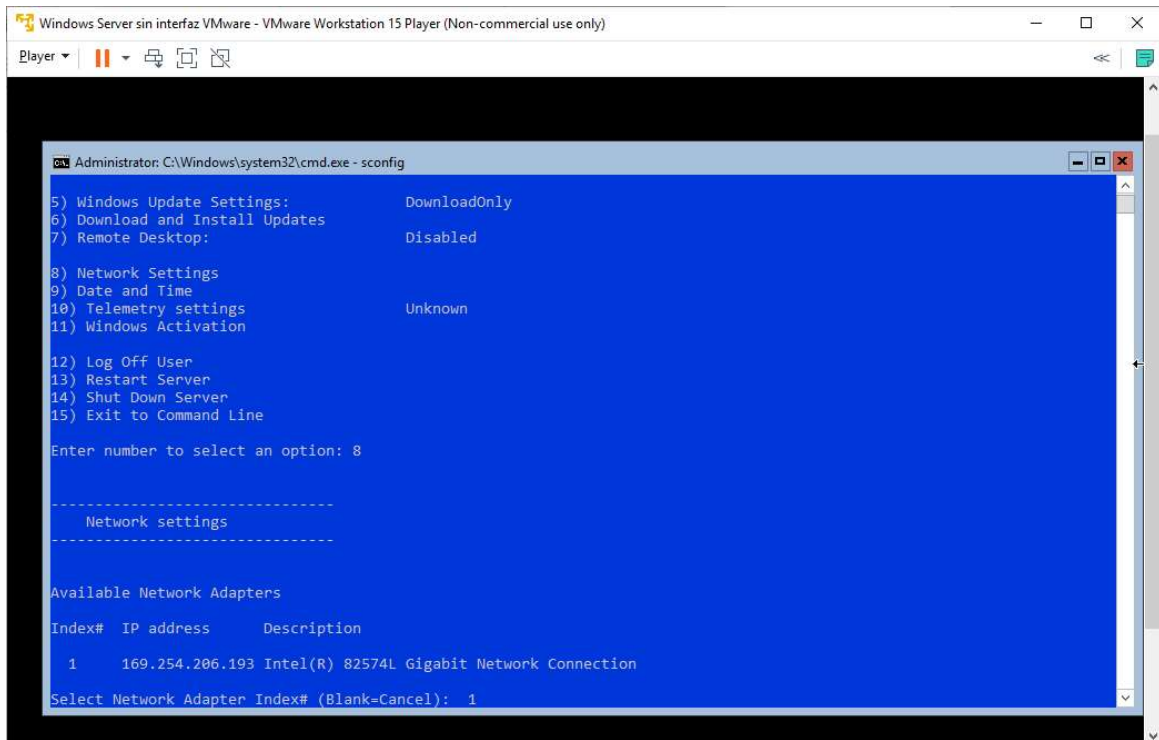 Windows Server sin interfaz VMware - VMware Workstation 15 Player (Non-commercial use only)
Player
Administrator: C:\Windows\system32\cmd.exe - sconfig
5) Windows Update Settings: DownloadOnly
6) Download and Install Updates
7) Remote Desktop: Disabled
8) Network Settings
9) Date and Time
10) Telemetry settings Unknown
11) Windows Activation
12) Log Off User
13) Restart Server
14) Shut Down Server
15) Exit to Command Line
Enter number to select an option: 8
--------------------------------
Network settings
--------------------------------
Available Network Adapters
Index# IP address Description
1 169.254.206.193 Intel(R) 82574L Gigabit Network Connection
Select Network Adapter Index# (Blank=Cancel): 1